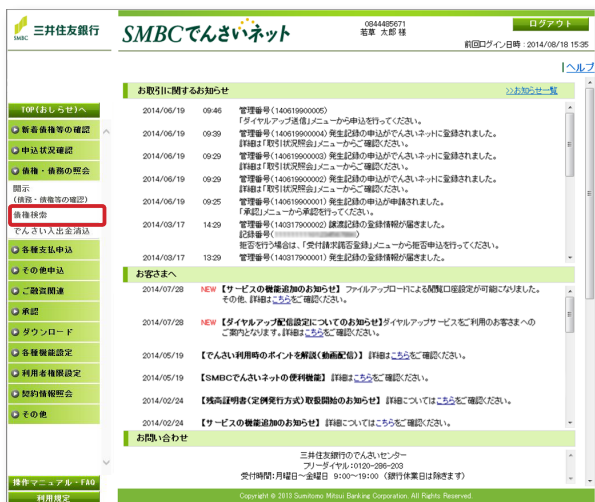 SMBC 三井住友銀行
SMBCでんさいネット
0844485671
若草 太郎 様
ログアウト
前回ログイン日時：2014/08/18 15:35
|ヘルプ
TOP(おしらせ)へ
新着債権等の確認
申込状況確認
債権・債務の照会
開示
(債務・債権等の確認)
債権検索
でんさい入出金消込
各種支払申込
その他申込
ご融資関連
承認
ダウンロード
各種機能設定
利用者権限設定
契約情報照会
その他
操作マニュアル・FAQ
利用規定
お取引に関するお知らせ
>>お知らせ一覧
2014/06/19 09:46 管理番号(140619900005)
「ダイヤルアップ送信」メニューから申込を行ってください。
2014/06/19 09:39 管理番号(140619900004) 発生記録の申込がでんさいネットに登録されました。
詳細は「取引状況照会」メニューからご確認ください。
2014/06/19 09:29 管理番号(140619900003) 発生記録の申込がでんさいネットに登録されました。
詳細は「取引状況照会」メニューからご確認ください。
2014/06/19 09:29 管理番号(140619900002) 発生記録の申込がでんさいネットに登録されました。
詳細は「取引状況照会」メニューからご確認ください。
2014/06/19 09:25 管理番号(140619900001) 発生記録の申込が申請されました。
「承認」メニューから承認を行ってください。
2014/03/17 14:29 管理番号(140317900002) 譲渡記録の登録情報が届きました。
記録番号(
拒否を行う場合は、「受付請求諾否登録」メニューから拒否申込を行ってください。
2014/03/17 13:29 管理番号(140317900001) 発生記録の登録情報が届きました。
お客さまへ
2014/07/28 NEW 【サービスの機能追加のお知らせ】 ファイルアップロードによる閲覧口座設定が可能になりました。
その他、詳細はこちらをご確認ください。
2014/07/28 NEW 【ダイヤルアップ配信設定についてのお知らせ】ダイヤルアップサービスをご利用のお客さまへの
ご案内となります。詳細はこちらをご確認ください。
2014/05/19 【でんさい利用時のポイントを解説(動画配信)】 詳細はこちらをご確認ください。
2014/05/19 【SMBCでんさいネットの便利機能】 詳細はこちらをご確認ください。
2014/02/24 【残高証明書(定例発行方式)取扱開始のお知らせ】 詳細についてはこちらをご確認ください。
2014/02/24 【サービスの機能追加のお知らせ】 詳細についてはこちらをご確認ください。
お問い合わせ
三井住友銀行のでんさいセンター
フリーダイヤル：0120-286-203
受付時間：月曜日～金曜日 9:00～19:00 (銀行休業日は除きます)
Copyright © 2013 Sumitomo Mitsui Banking Corporation. All Rights Reserved.